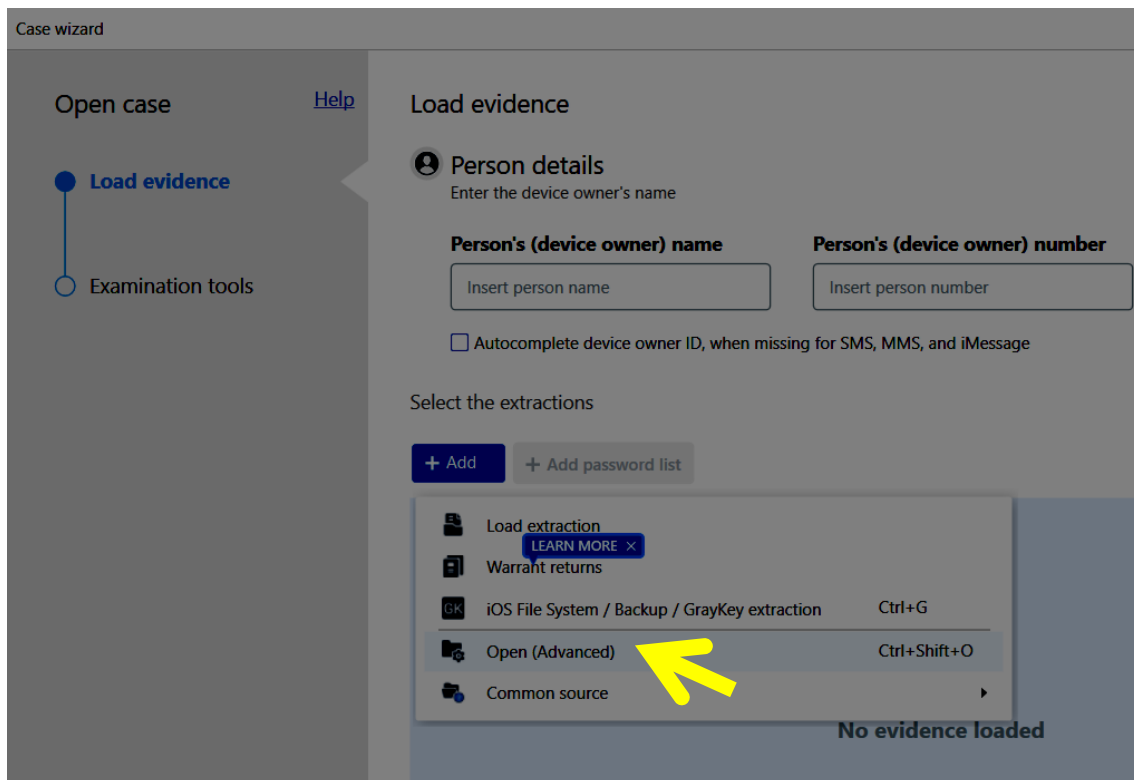 Case wizard
Open case
Help
Load evidence
Examination tools
Load evidence
Person details
Enter the device owner's name
Person's (device owner) name
Person's (device owner) number
Insert person name
Insert person number
Autocomplete device owner ID, when missing for SMS, MMS, and iMessage
Select the extractions
+ Add
+ Add password list
Load extraction
LEARN MORE ×
Warrant returns
GK
iOS File System / Backup / GrayKey extraction
Ctrl+G
Open (Advanced)
Ctrl+Shift+O
Common source
No evidence loaded